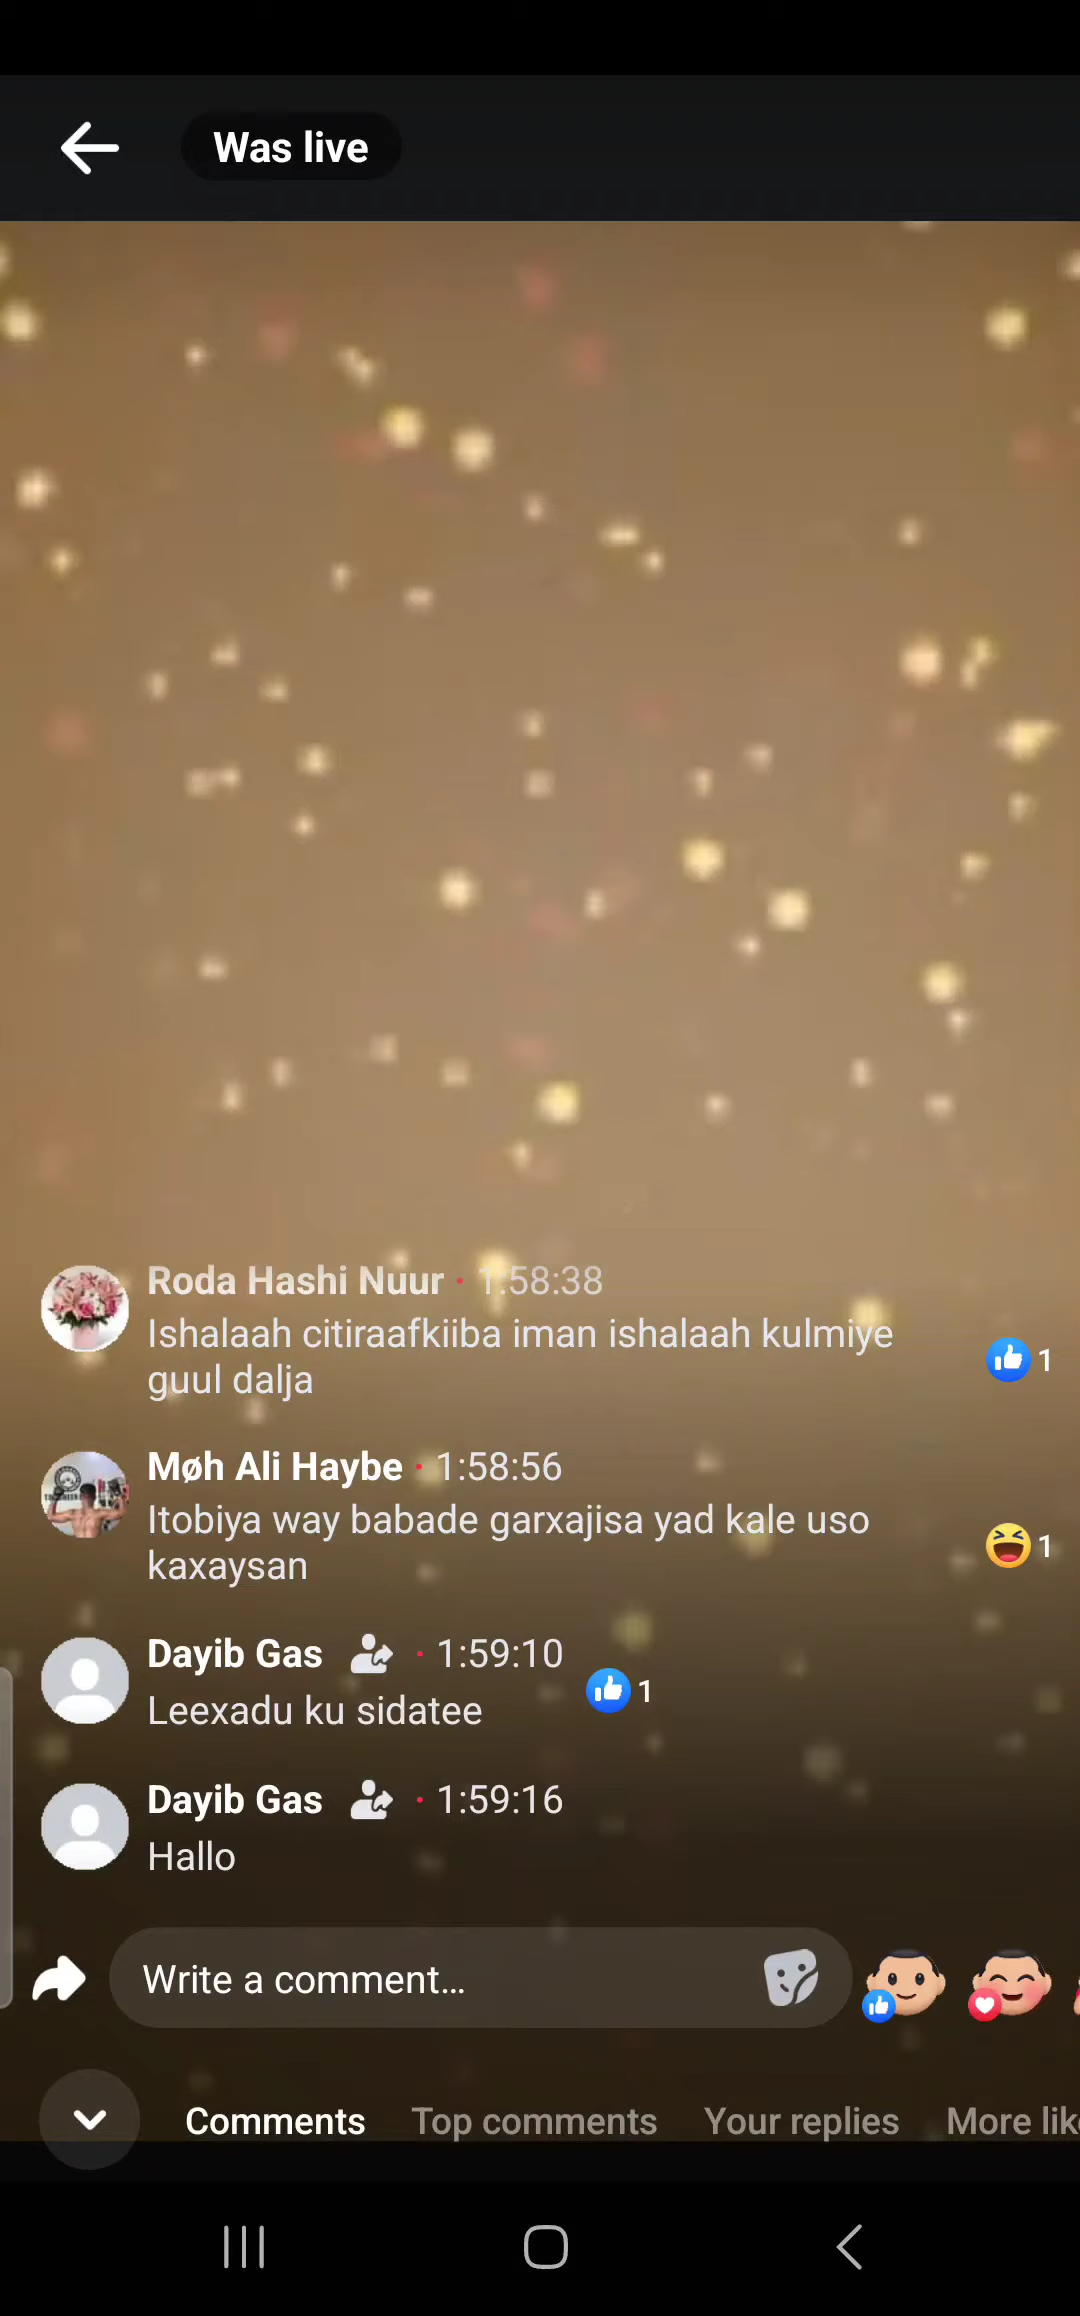 Was live
Roda Hashi Nuur · 1:58:38
Ishalaah citiraafkiiba iman ishalaah kulmiye
guul dalja
1
Møh Ali Haybe · 1:58:56
Itobiya way babade garxajisa yad kale uso
kaxaysan
1
Dayib Gas · 1:59:10
Leexadu ku sidatee
1
Dayib Gas · 1:59:16
Hallo
Write a comment...
Comments Top comments Your replies More lik